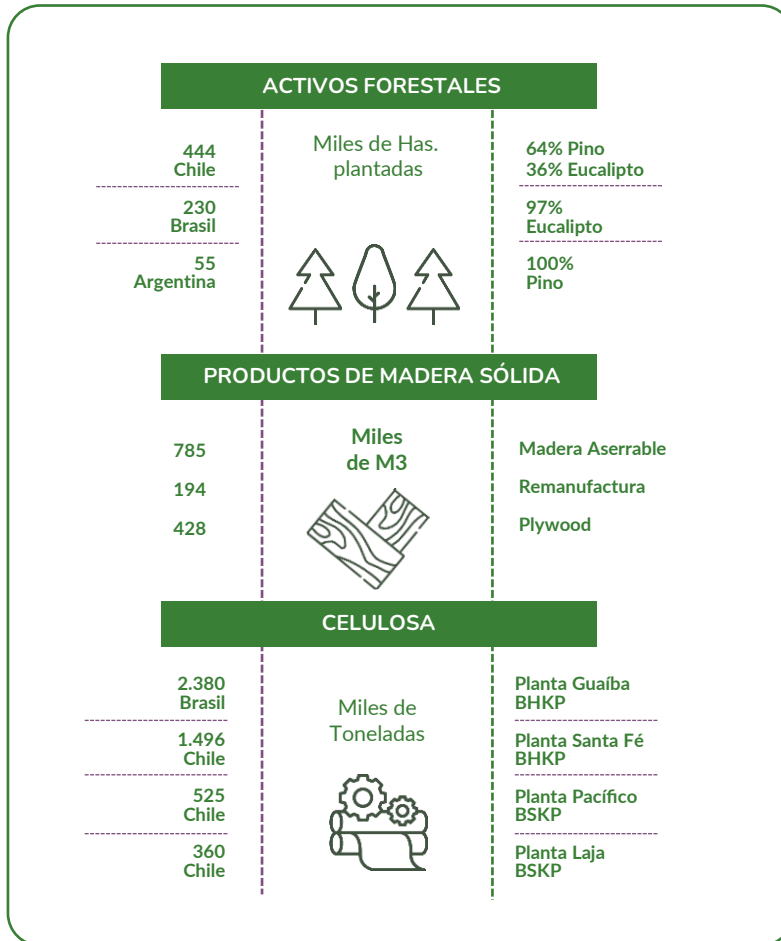 ACTIVOS FORESTALES
Miles de Has.
plantadas
444
Chile
64% Pino
36% Eucalipto
230
Brasil
97%
Eucalipto
55
Argentina
100%
Pino
PRODUCTOS DE MADERA SÓLIDA
Miles
de M3
785
Madera Aserrable
194
Remanufactura
428
Plywood
CELULOSA
Miles de
Toneladas
2.380
Brasil
Planta Guaíba
BHKP
1.496
Chile
Planta Santa Fé
BHKP
525
Chile
Planta Pacífico
BSKP
360
Chile
Planta Laja
BSKP